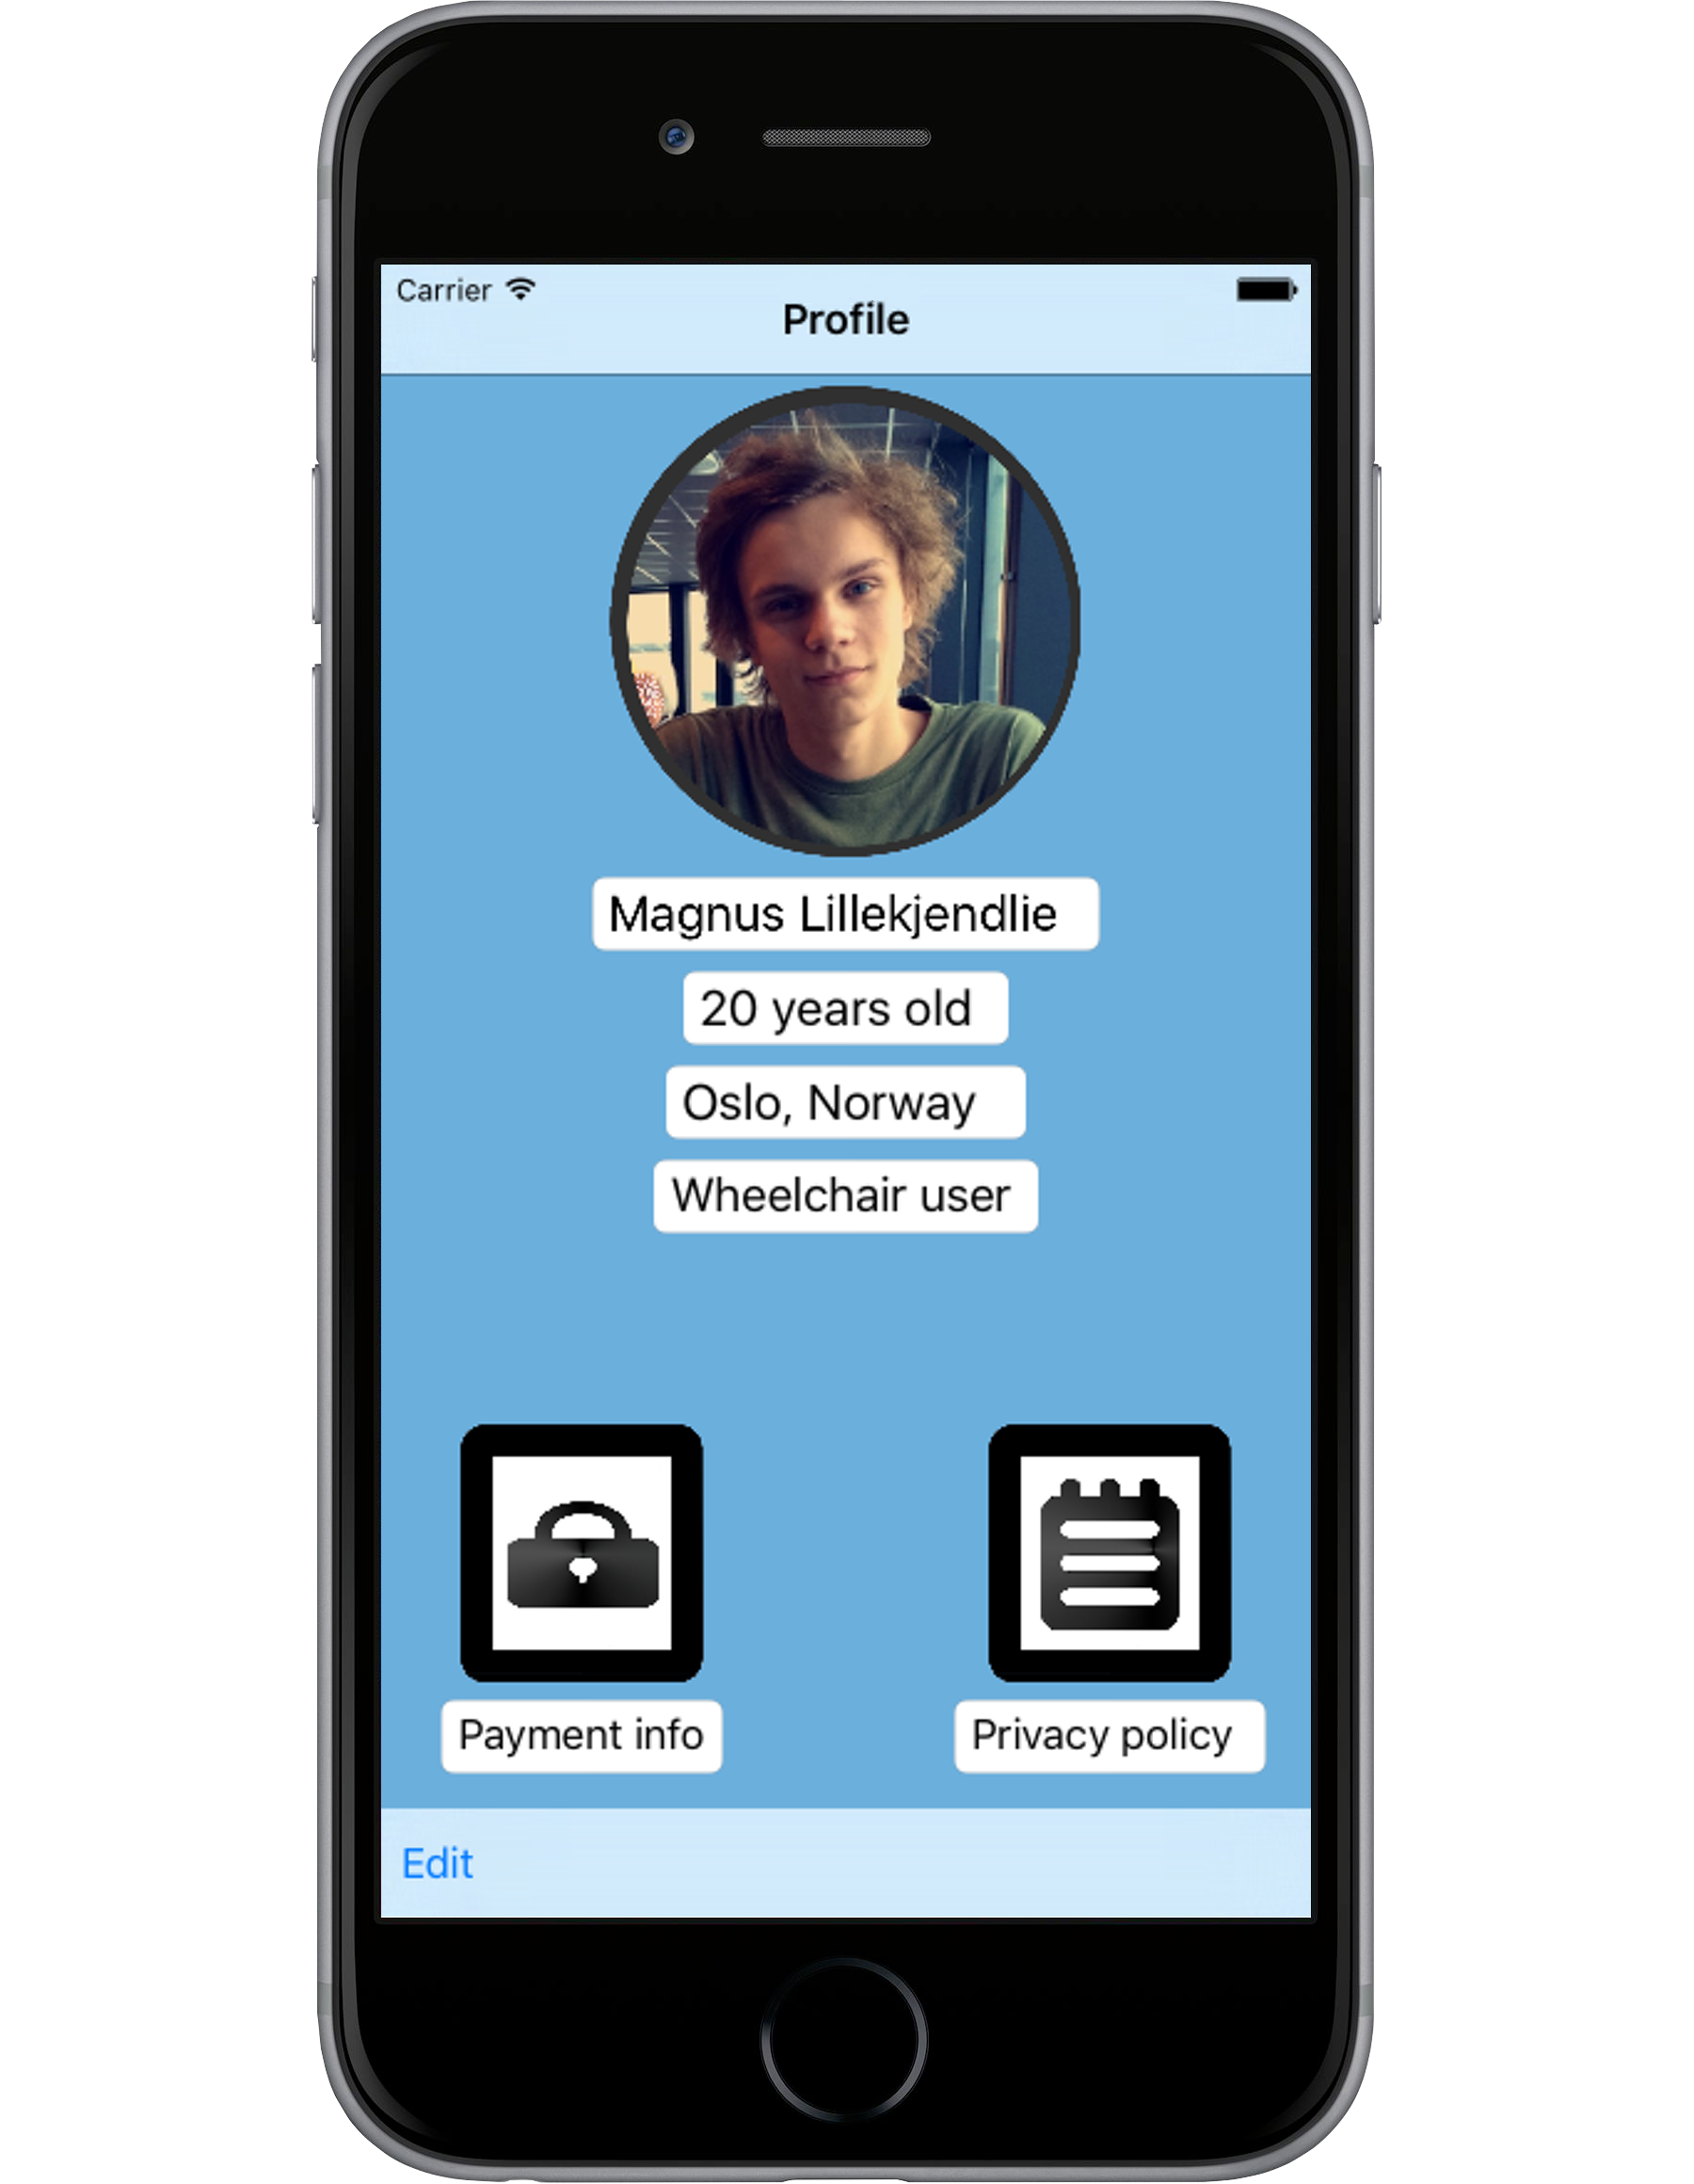 Carrier
Profile
Magnus Lillekjendlie
20 years old
Oslo, Norway
Wheelchair user
Payment info
Privacy policy
Edit